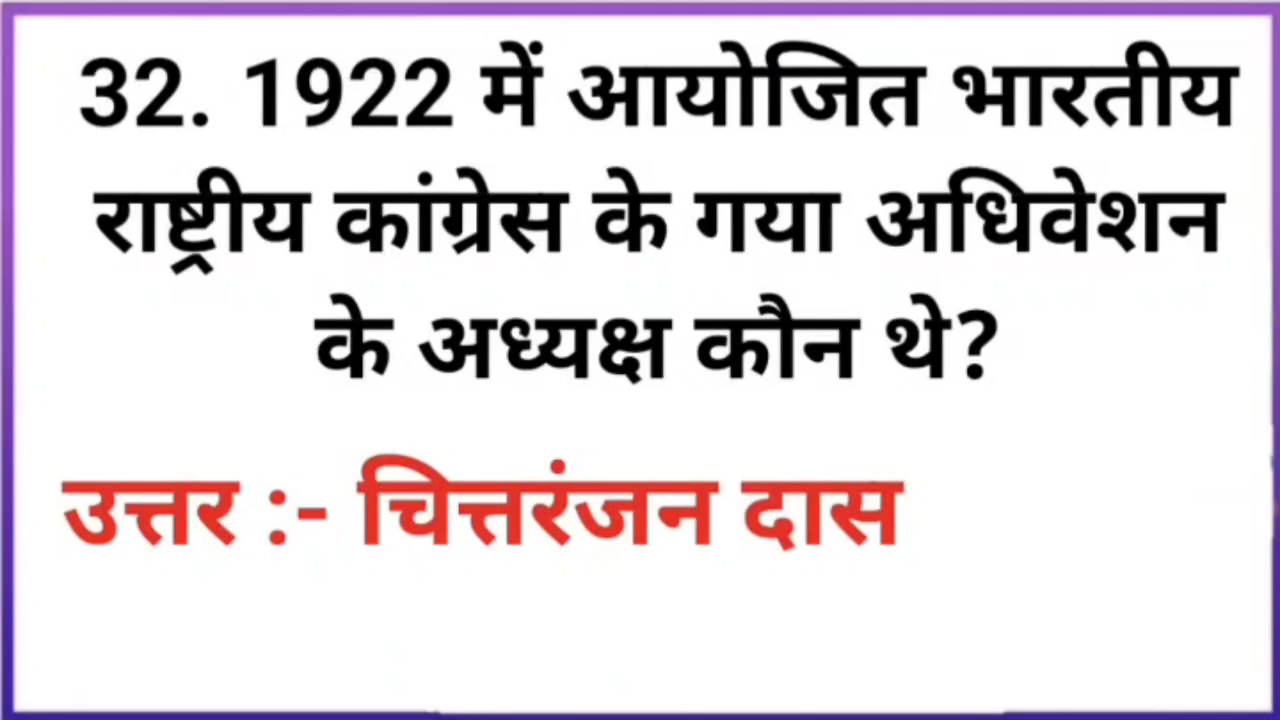 32. 1922 में आयोजित भारतीय
राष्ट्रीय कांग्रेस के गया अधिवेशन
के अध्यक्ष कौन थे?
उत्तर :- चित्तरंजन दास